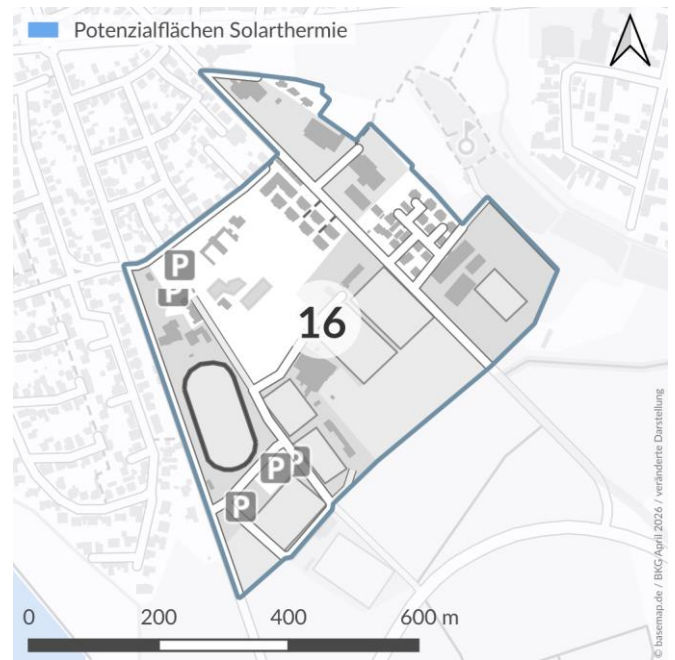 Potenzialflächen Solarthermie
P
P
16
P
P
P
0 200 400 600 m
© basemap.de / BKG April 2026 / veränderte Darstellung